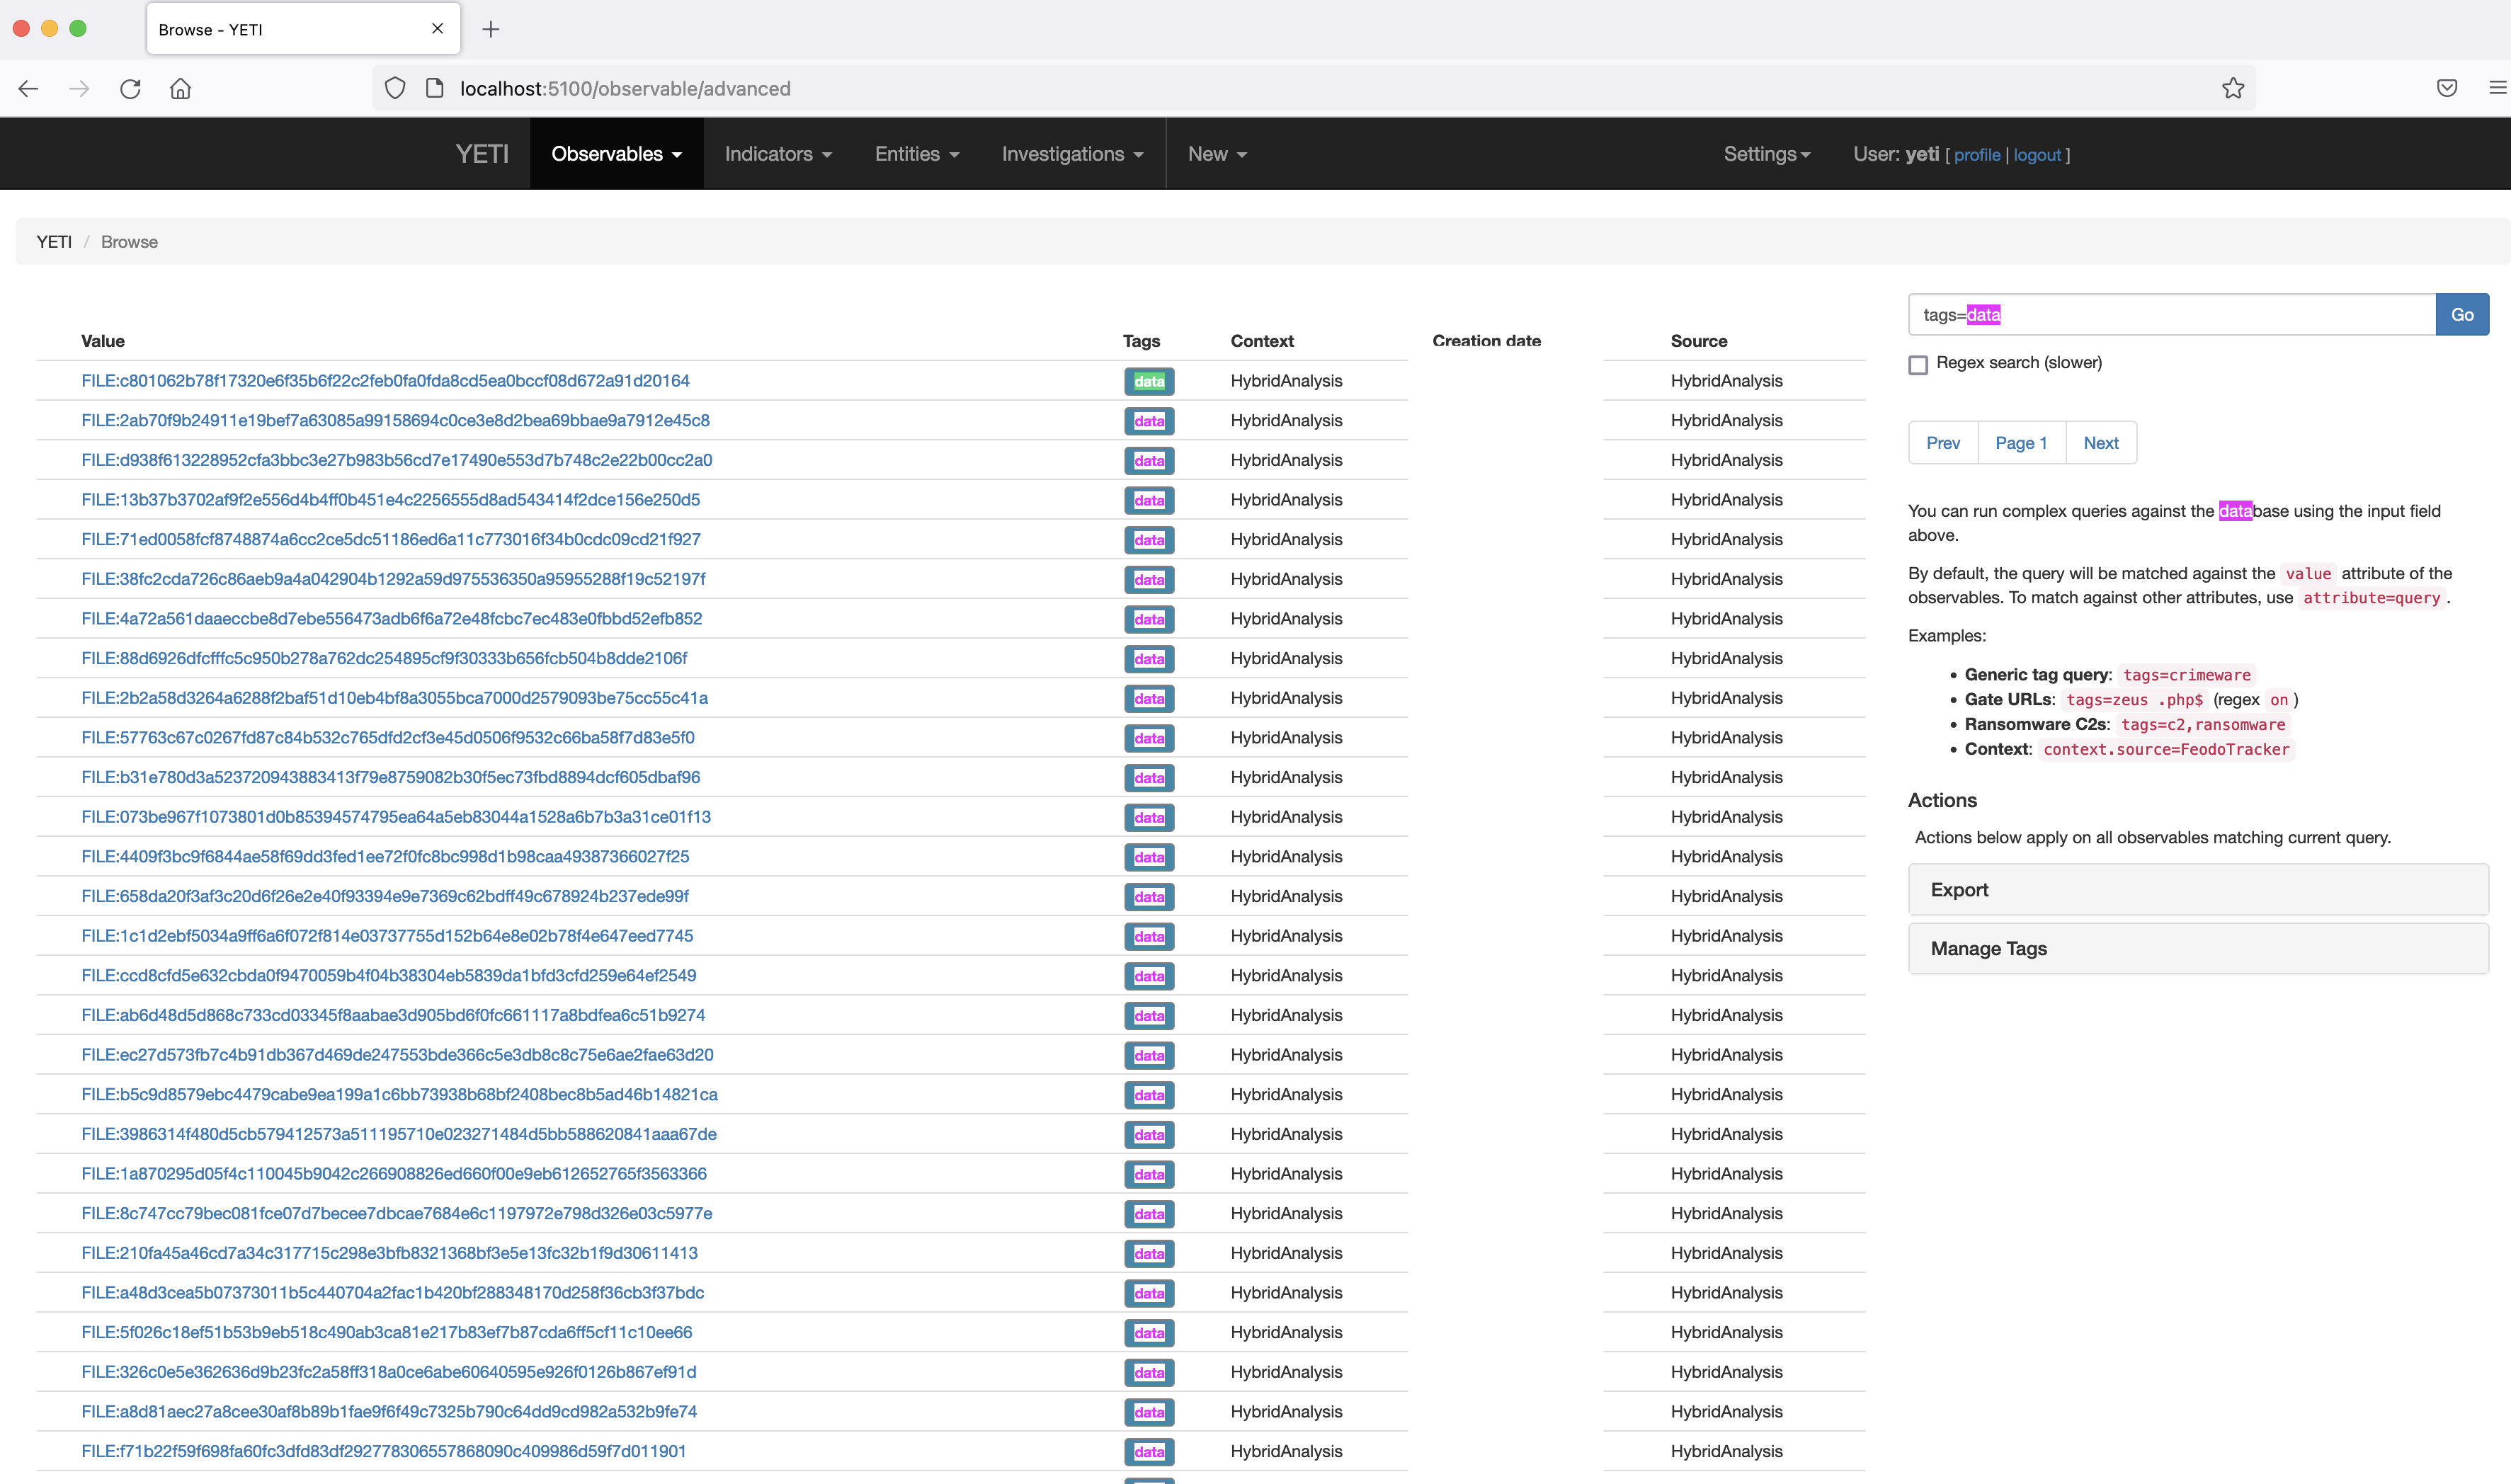 Browse - YETI
localhost:5100/observable/advanced
YETI Observables Indicators Entities Investigations New Settings User: yeti [ profile | logout ]
YETI / Browse
tags=data Go
Regex search (slower)
Prev Page 1 Next
You can run complex queries against the database using the input field
above.
By default, the query will be matched against the value attribute of the
observables. To match against other attributes, use attribute=query .
Examples:
• Generic tag query: tags=crimeware
• Gate URLs: tags=zeus .php$ (regex on )
• Ransomware C2s: tags=c2,ransomware
• Context: context.source=FeodoTracker
Actions
Actions below apply on all observables matching current query.
Export
Manage Tags
Value Tags Context Creation date Source
FILE:c801062b78f17320e6f35b6f22c2feb0fa0fda8cd5ea0bccf08d672a91d20164 data HybridAnalysis HybridAnalysis
FILE:2ab70f9b24911e19bef7a63085a99158694c0ce3e8d2bea69bbae9a7912e45c8 data HybridAnalysis HybridAnalysis
FILE:d938f613228952cfa3bbc3e27b983b56cd7e17490e553d7b748c2e22b00cc2a0 data HybridAnalysis HybridAnalysis
FILE:13b37b3702af9f2e556d4b4ff0b451e4c2256555d8ad543414f2dce156e250d5 data HybridAnalysis HybridAnalysis
FILE:71ed0058fcf8748874a6cc2ce5dc51186ed6a11c773016f34b0cdc09cd21f927 data HybridAnalysis HybridAnalysis
FILE:38fc2cda726c86aeb9a4a042904b1292a59d975536350a95955288f19c52197f data HybridAnalysis HybridAnalysis
FILE:4a72a561daaeccbe8d7ebe556473adb6f6a72e48fcbc7ec483e0fbbd52efb852 data HybridAnalysis HybridAnalysis
FILE:88d6926dfcfffc5c950b278a762dc254895cf9f30333b656fcb504b8dde2106f data HybridAnalysis HybridAnalysis
FILE:2b2a58d3264a6288f2baf51d10eb4bf8a3055bca7000d2579093be75cc55c41a data HybridAnalysis HybridAnalysis
FILE:57763c67c0267fd87c84b532c765dfd2cf3e45d0506f9532c66ba58f7d83e5f0 data HybridAnalysis HybridAnalysis
FILE:b31e780d3a523720943883413f79e8759082b30f5ec73fbd8894dcf605dbaf96 data HybridAnalysis HybridAnalysis
FILE:073be967f1073801d0b85394574795ea64a5eb83044a1528a6b7b3a31ce01f13 data HybridAnalysis HybridAnalysis
FILE:4409f3bc9f6844ae58f69dd3fed1ee72f0fc8bc998d1b98caa49387366027f25 data HybridAnalysis HybridAnalysis
FILE:658da20f3af3c20d6f26e2e40f93394e9e7369c62bdff49c678924b237ede99f data HybridAnalysis HybridAnalysis
FILE:1c1d2ebf5034a9ff6a6f072f814e03737755d152b64e8e02b78f4e647eed7745 data HybridAnalysis HybridAnalysis
FILE:ccd8cfd5e632cbda0f9470059b4f04b38304eb5839da1bfd3cfd259e64ef2549 data HybridAnalysis HybridAnalysis
FILE:ab6d48d5d868c733cd03345f8aabae3d905bd6f0fc661117a8bdfea6c51b9274 data HybridAnalysis HybridAnalysis
FILE:ec27d573fb7c4b91db367d469de247553bde366c5e3db8c8c75e6ae2fae63d20 data HybridAnalysis HybridAnalysis
FILE:b5c9d8579ebc4479cabe9ea199a1c6bb73938b68bf2408bec8b5ad46b14821ca data HybridAnalysis HybridAnalysis
FILE:3986314f480d5cb579412573a511195710e023271484d5bb588620841aaa67de data HybridAnalysis HybridAnalysis
FILE:1a870295d05f4c110045b9042c266908826ed660f00e9eb612652765f3563366 data HybridAnalysis HybridAnalysis
FILE:8c747cc79bec081fce07d7becee7dbcae7684e6c1197972e798d326e03c5977e data HybridAnalysis HybridAnalysis
FILE:210fa45a46cd7a34c317715c298e3bfb8321368bf3e5e13fc32b1f9d30611413 data HybridAnalysis HybridAnalysis
FILE:a48d3cea5b07373011b5c440704a2fac1b420bf288348170d258f36cb3f37bdc data HybridAnalysis HybridAnalysis
FILE:5f026c18ef51b53b9eb518c490ab3ca81e217b83ef7b87cda6ff5cf11c10ee66 data HybridAnalysis HybridAnalysis
FILE:326c0e5e362636d9b23fc2a58ff318a0ce6abe60640595e926f0126b867ef91d data HybridAnalysis HybridAnalysis
FILE:a8d81aec27a8cee30af8b89b1fae9f6f49c7325b790c64dd9cd982a532b9fe74 data HybridAnalysis HybridAnalysis
FILE:f71b22f59f698fa60fc3dfd83df292778306557868090c409986d59f7d011901 data HybridAnalysis HybridAnalysis